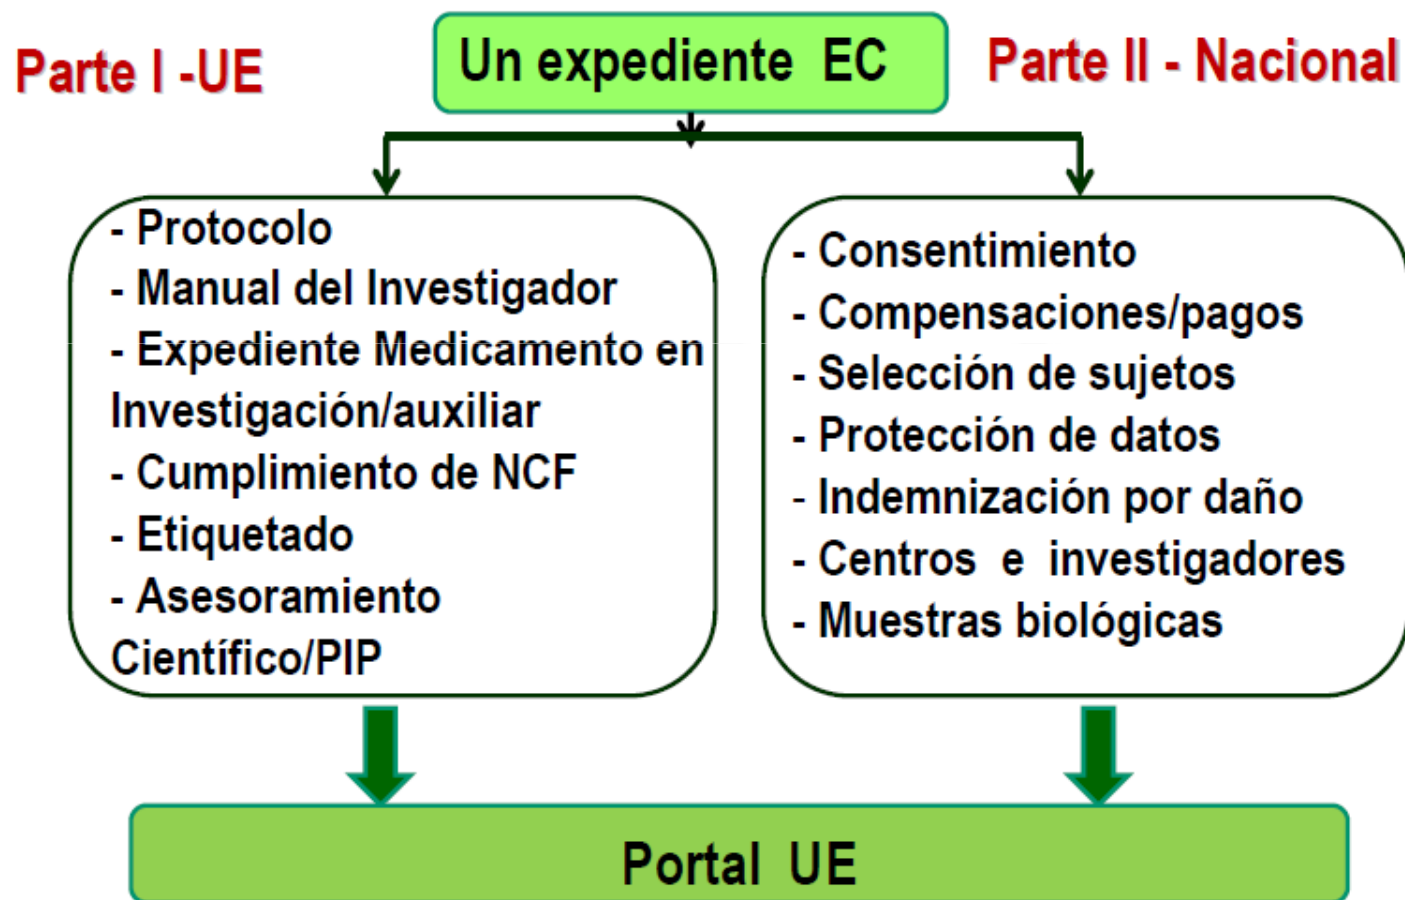 Parte I -UE
Un expediente EC
Parte II - Nacional
- Protocolo
- Manual del Investigador
- Expediente Medicamento en
Investigación/auxiliar
- Cumplimiento de NCF
- Etiquetado
- Asesoramiento
Científico/PIP
- Consentimiento
- Compensaciones/pagos
- Selección de sujetos
- Protección de datos
- Indemnización por daño
- Centros e investigadores
- Muestras biológicas
Portal UE